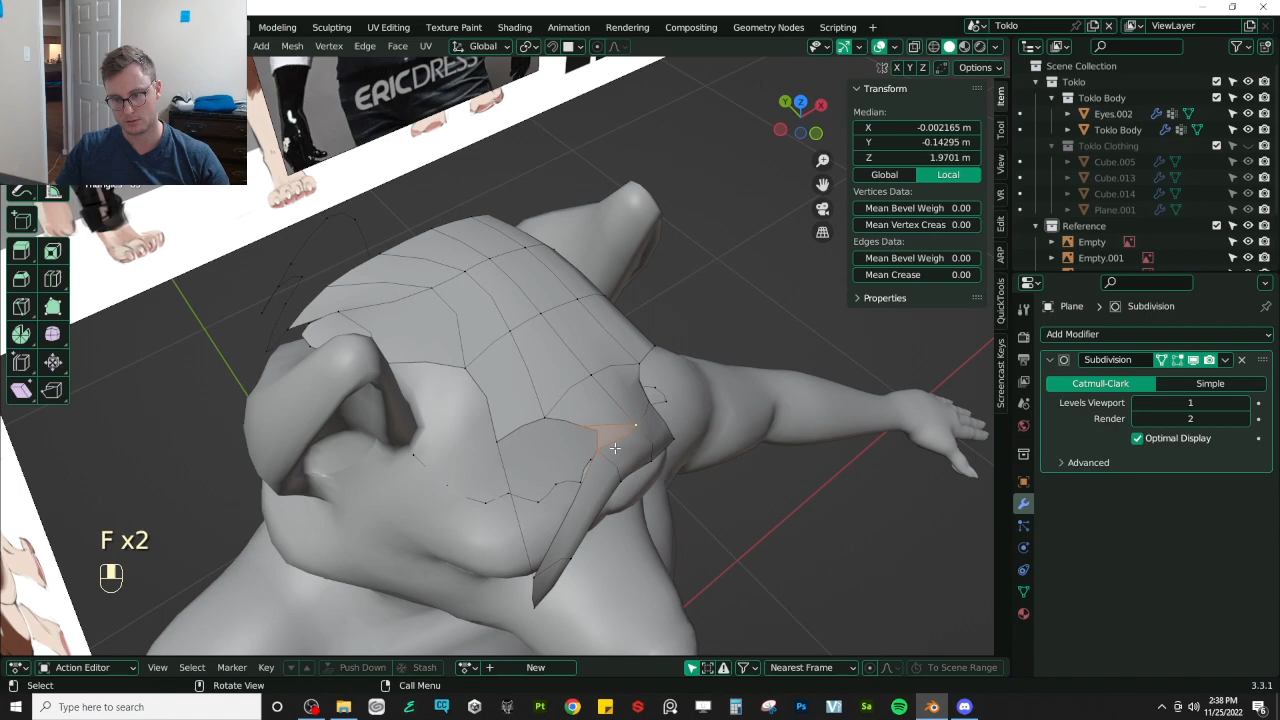 Modeling Sculpting UV Editing Texture Paint Shading Animation Rendering Compositing Geometry Nodes Scripting + Toklo ViewLayer
Add Mesh Vertex Edge Face UV Global
X Y Z Options
ERICDRESS
Transform
Median:
X -0.002165 m
Y -0.14295 m
Z 1.9701 m
Global Local
Vertices Data:
Mean Bevel Weigh 0.00
Mean Vertex Creas 0.00
Edges Data:
Mean Bevel Weigh 0.00
Mean Crease 0.00
Properties
Item
Tool
View
VR
Edit
ARP
QuickTools
Screencast Keys
Scene Collection
Toklo
Toklo Body
Eyes.002
Toklo Body
Toklo Clothing
Cube.005
Cube.013
Cube.014
Plane.001
Reference
Empty
Empty.001
Plane > Subdivision
Add Modifier
Subdivision
Catmull-Clark Simple
Levels Viewport 1
Render 2
Optimal Display
Advanced
F x2
Action Editor View Select Marker Key Push Down Stash New Nearest Frame To Scene Range
Select Rotate View Call Menu 3.3.1
Type here to search
2:38 PM
11/25/2022